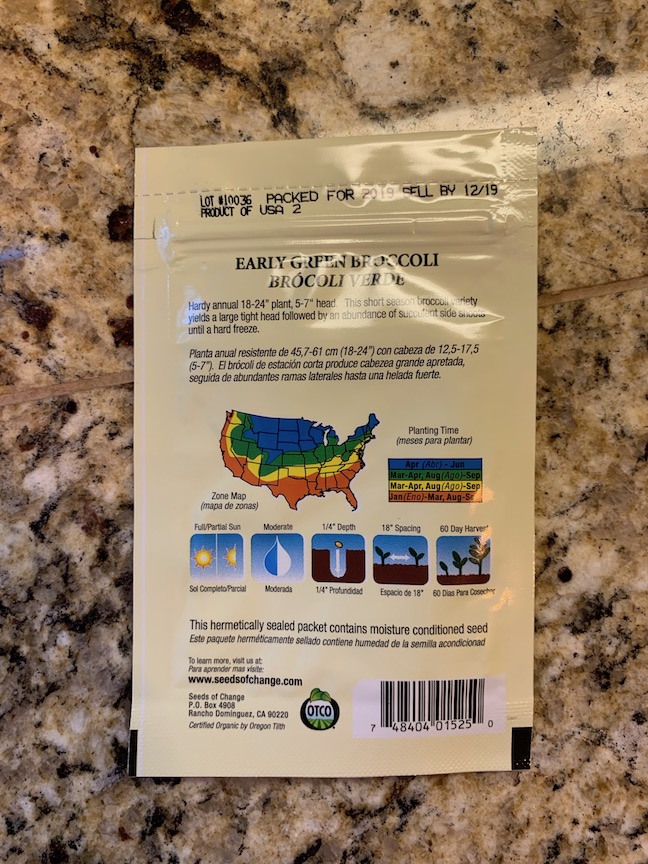 LOT #10036 PACKED FOR 2019 SELL BY 12/19
PRODUCT OF USA 2
EARLY GREEN BROCCOLI
BRÓCOLI VERDE
Hardy annual 18-24" plant, 5-7" head. This short season broccoli variety
yields a large tight head followed by an abundance of succulent side shoots
until a hard freeze.
Planta anual resistente de 45,7-61 cm (18-24") con cabeza de 12,5-17,5
(5-7"). El brócoli de estación corta produce cabezea grande apretada,
seguida de abundantes ramas laterales hasta una helada fuerte.
Planting Time
(meses para plantar)
Apr (Abr) - Jun
Mar-Apr, Aug(Ago)-Sep
Mar-Apr, Aug(Ago)-Sep
Jan(Eno)-Mar, Aug-Se
Zone Map
(mapa de zonas)
Full/Partial Sun Moderate 1/4" Depth 18" Spacing 60 Day Harvest
Sol Completo/Parcial Moderada 1/4" Profundidad Espacio de 18" 60 Dias Para Cosechar
This hermetically sealed packet contains moisture conditioned seed
Este paquete herméticamente sellado contiene humedad de la semilla acondicionad
To learn more, visit us at:
Para aprender mas visite:
www.seedsofchange.com
Seeds of Change
P.O. Box 4908
Rancho Dominguez, CA 90220
Certified Organic by Oregon Tilth
OTCO
7 48404 01525 0